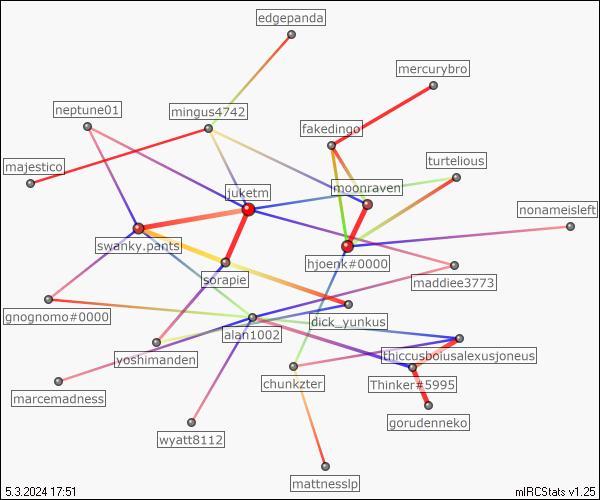 edgepanda
mercurybro
neptune01
mingus4742
fakedingo
majestico
turtelious
juketm
moonraven
nonameisleft
swanky.pants
hjoenk#0000
sorapie
maddiee3773
gnognomo#0000
dick_yunkus
alan1002
yoshimanden
thiccusboiusalexusjoneus
chunkzter
Thinker#5995
marcemadness
gorudenneko
wyatt8112
mattnesslp
5.3.2024 17:51
mIRCStats v1.25